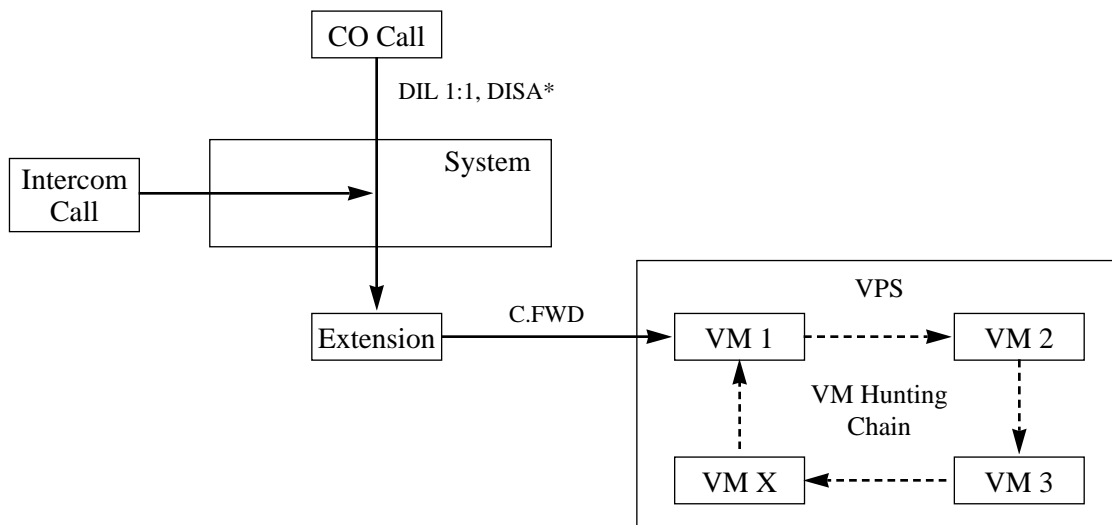 CO Call
DIL 1:1, DISA*
System
Intercom
Call
VPS
C.FWD
Extension
VM 1
VM 2
VM Hunting
Chain
VM X
VM 3